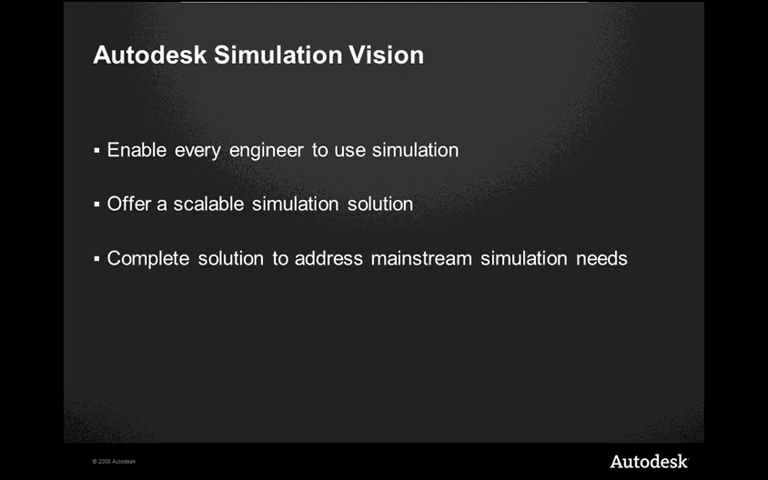 Autodesk Simulation Vision
▪ Enable every engineer to use simulation
▪ Offer a scalable simulation solution
▪ Complete solution to address mainstream simulation needs
© 2008 Autodesk
Autodesk